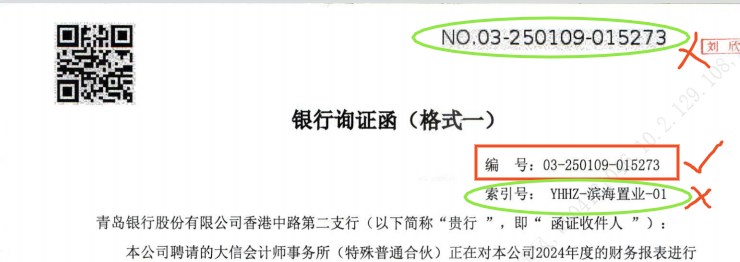 NO.03-250109-015273
刘 欣
银行询证函（格式一）
编 号：03-250109-015273
索引号： YHHZ-滨海置业-01
青岛银行股份有限公司香港中路第二支行（以下简称“贵行 ”，即“ 函证收件人 ”）：
本公司聘请的大信会计师事务所（特殊普通合伙）正在对本公司2024年度的财务报表进行